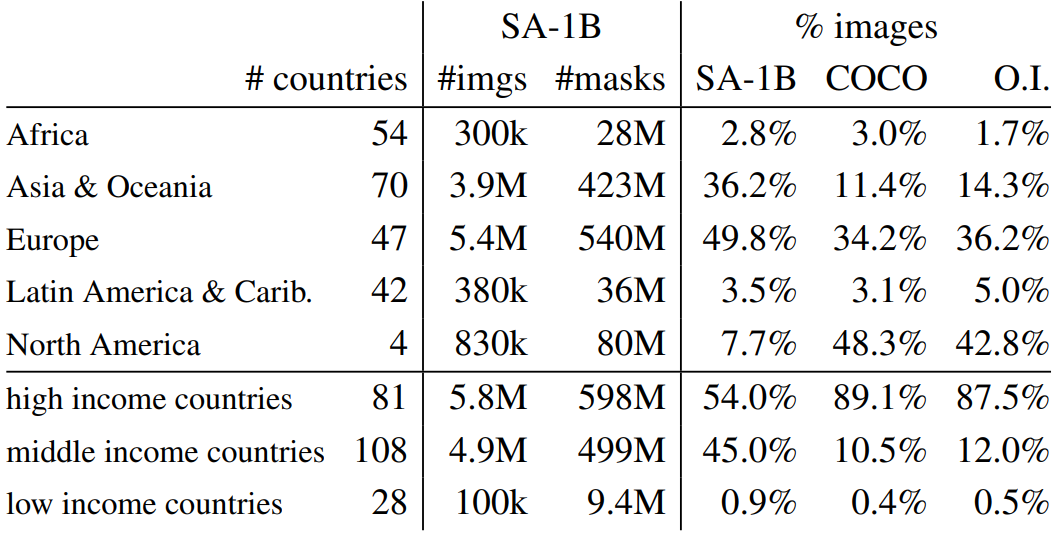 SA-1B % images
# countries #imgs #masks SA-1B COCO O.I.
Africa 54 300k 28M 2.8% 3.0% 1.7%
Asia & Oceania 70 3.9M 423M 36.2% 11.4% 14.3%
Europe 47 5.4M 540M 49.8% 34.2% 36.2%
Latin America & Carib. 42 380k 36M 3.5% 3.1% 5.0%
North America 4 830k 80M 7.7% 48.3% 42.8%
high income countries 81 5.8M 598M 54.0% 89.1% 87.5%
middle income countries 108 4.9M 499M 45.0% 10.5% 12.0%
low income countries 28 100k 9.4M 0.9% 0.4% 0.5%